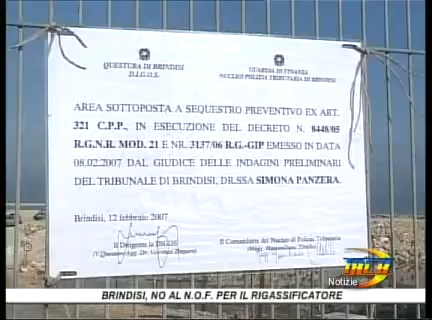 QUESTURA DI BRINDISI
D.I.G.O.S.
GUARDIA DI FINANZA
NUCLEO POLIZIA TRIBUTARIA DI BRINDISI
AREA SOTTOPOSTA A SEQUESTRO PREVENTIVO EX ART.
321 C.P.P., IN ESECUZIONE DEL DECRETO N. 8448/05
R.G.N.R. MOD. 21 E NR. 3137/06 R.G.-GIP EMESSO IN DATA
08.02.2007 DAL GIUDICE DELLE INDAGINI PRELIMINARI
DEL TRIBUNALE DI BRINDISI, DR.SSA SIMONA PANZERA.
Brindisi, 12 febbraio 2007
Il Dirigente la DIGOS
Il Comandante del Nucleo di Polizia Tributaria
Notizie
BRINDISI, NO AL N.O.F. PER IL RIGASSIFICATORE